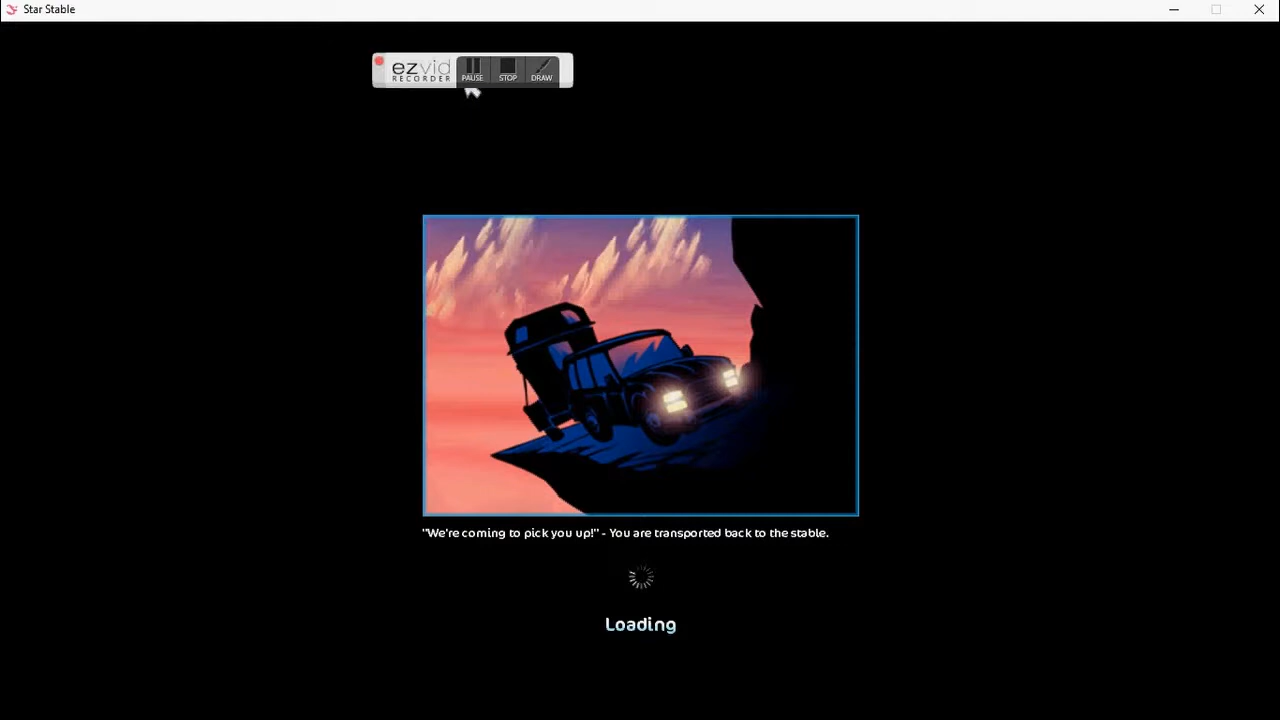 Star Stable
ezvid
RECORDER
PAUSE
STOP
DRAW
"We're coming to pick you up!" - You are transported back to the stable.
Loading